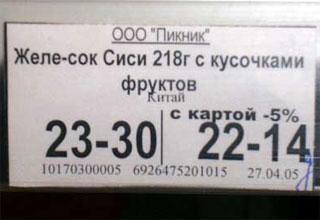 ООО "Пикник"
Желе-сок Сиси 218г с кусочками
фруктов
Китай
с картой -5%
23-30 22-14
10170300005 6926475201015 27.04.05